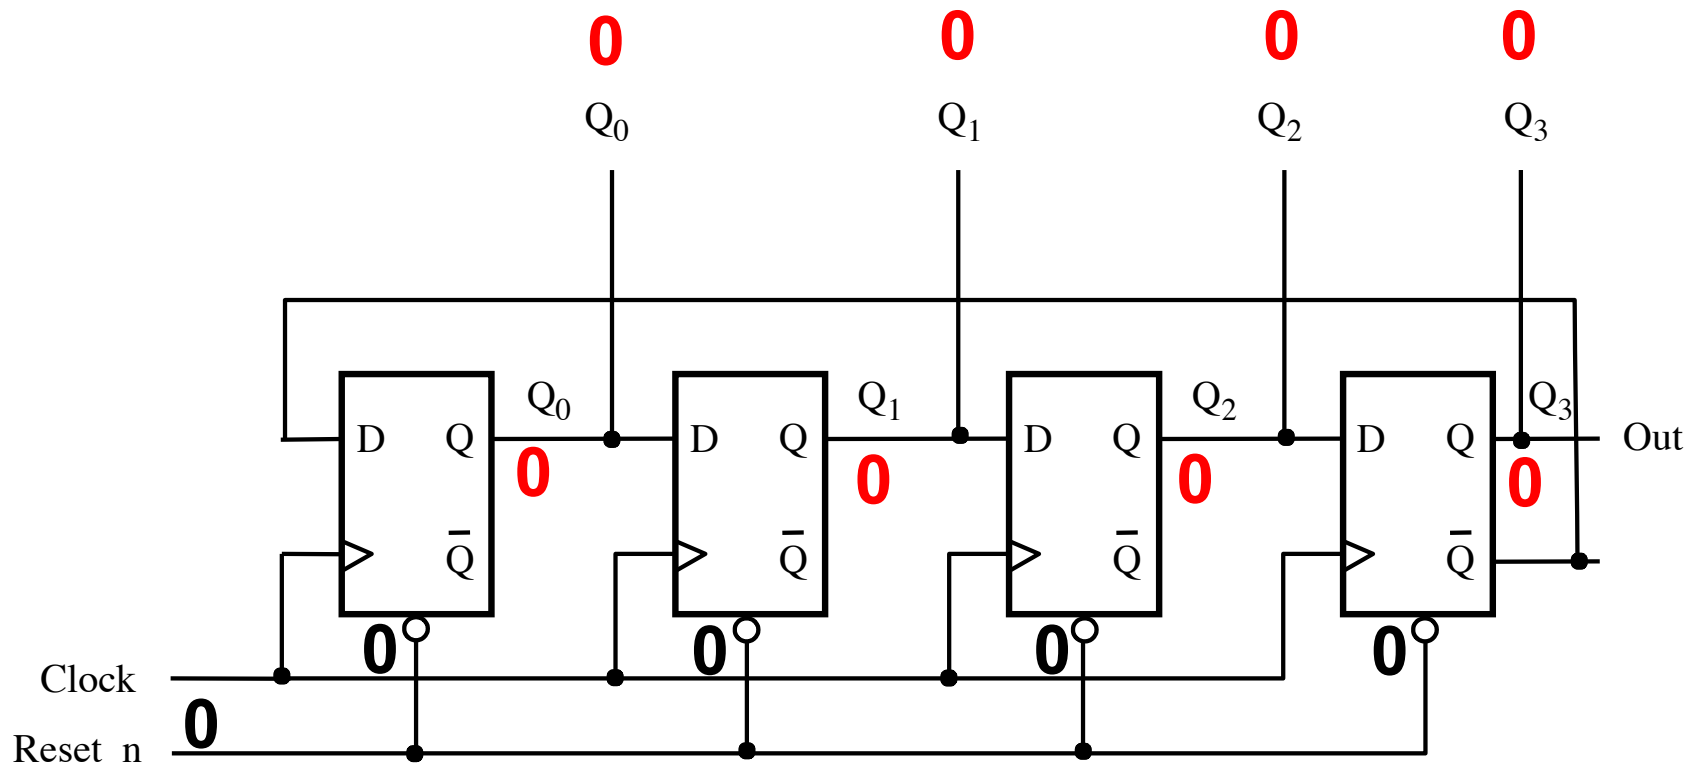 0 0 0 0
Q0 Q1 Q2 Q3
Q0 Q1 Q2 Q3
D Q D Q D Q D Q Out
0 0 0 0
Q̅ Q̅ Q̅ Q̅
0 0 0 0
Clock
0
Reset n